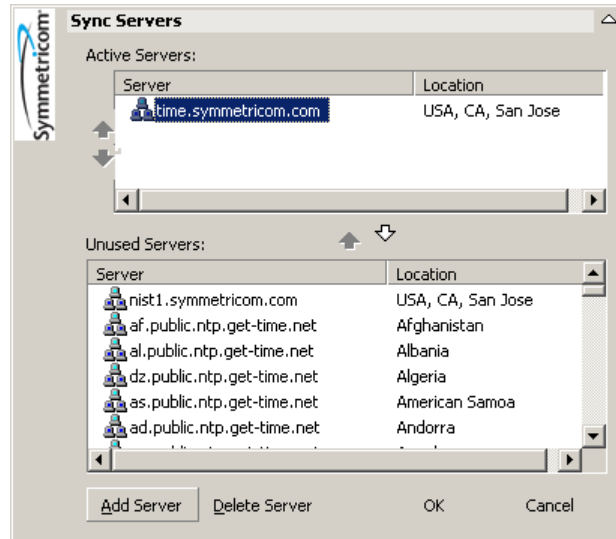 Symmetricom
Sync Servers
Active Servers:
Server Location
time.symmetricom.com USA, CA, San Jose
Unused Servers:
Server Location
nist1.symmetricom.com USA, CA, San Jose
af.public.ntp.get-time.net Afghanistan
al.public.ntp.get-time.net Albania
dz.public.ntp.get-time.net Algeria
as.public.ntp.get-time.net American Samoa
ad.public.ntp.get-time.net Andorra
Add Server Delete Server OK Cancel